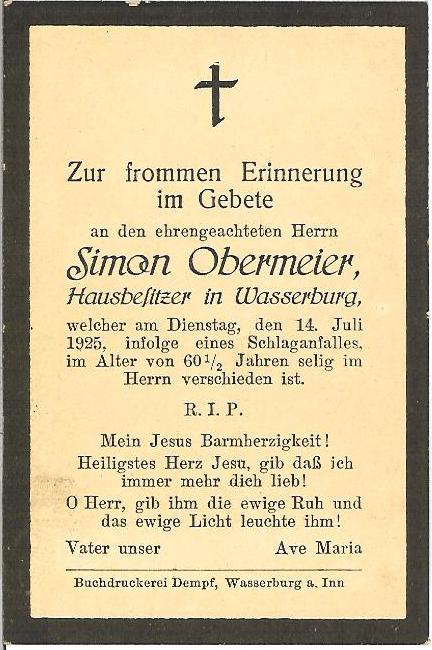 Zur frommen Erinnerung
im Gebete
an den ehrengeachteten Herrn
Simon Obermeier,
Hausbesitzer in Wasserburg,
welcher am Dienstag, den 14. Juli
1925, infolge eines Schlaganfalles,
im Alter von 60 1/2 Jahren selig im
Herrn verschieden ist.
R. I. P.
Mein Jesus Barmherzigkeit!
Heiligstes Herz Jesu, gib daß ich
immer mehr dich lieb!
O Herr, gib ihm die ewige Ruh und
das ewige Licht leuchte ihm!
Vater unser Ave Maria
Buchdruckerei Dempf, Wasserburg a. Inn